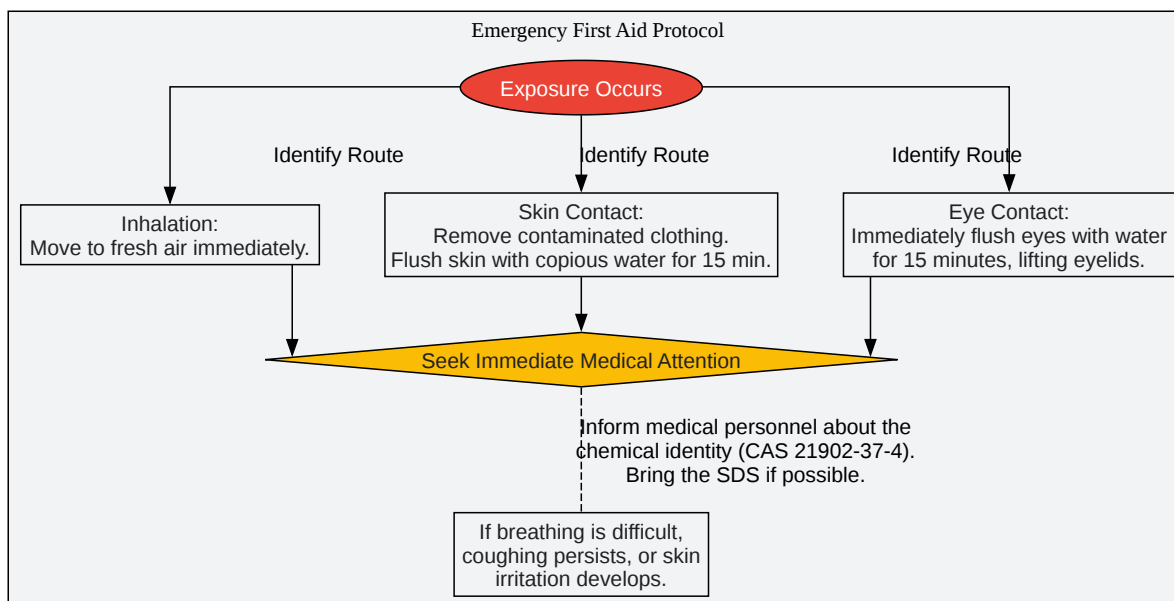 Emergency First Aid Protocol
Exposure Occurs
Identify Route
Identify Route
Identify Route
Inhalation:
Move to fresh air immediately.
Skin Contact:
Remove contaminated clothing.
Flush skin with copious water for 15 min.
Eye Contact:
Immediately flush eyes with water
for 15 minutes, lifting eyelids.
Seek Immediate Medical Attention
Inform medical personnel about the
chemical identity (CAS 21902-37-4).
Bring the SDS if possible.
If breathing is difficult,
coughing persists, or skin
irritation develops.